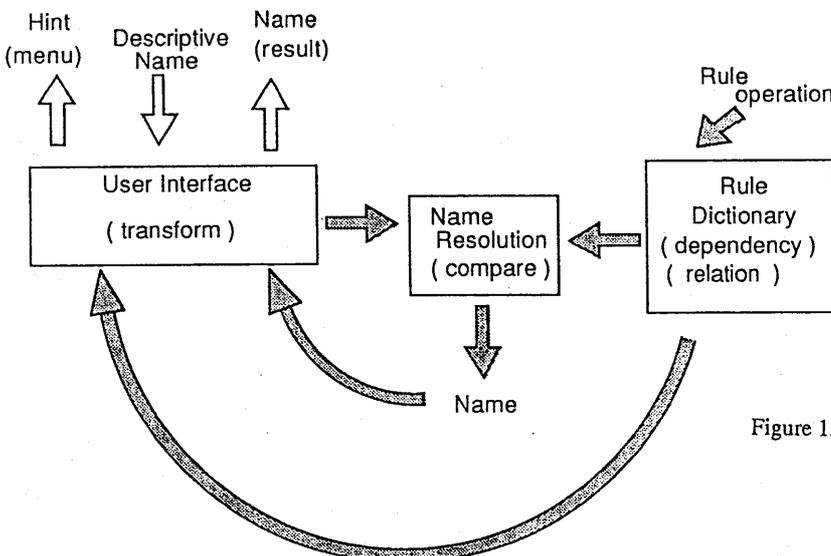 Hint
(menu)
Descriptive
Name
Name
(result)
Rule
operation
User Interface
( transform )
Name
Resolution
( compare )
Rule
Dictionary
( dependency )
( relation )
Name
Figure 1.